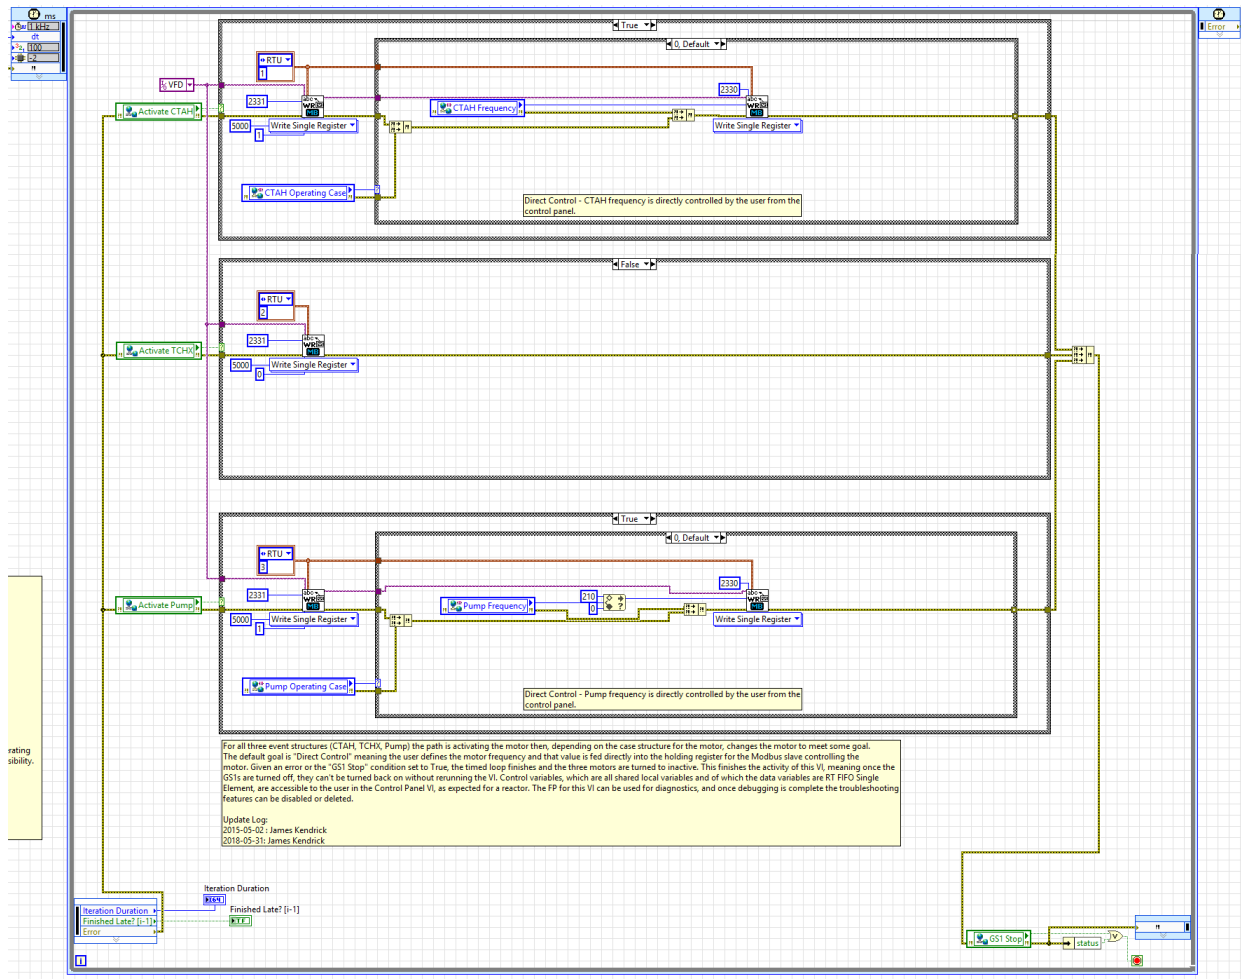 ms
1 kHz
dt
100
-2
Error
True
0, Default
RTU
1
VFD
2331
2330
Activate CTAH
CTAH Frequency
5000
Write Single Register
1
Write Single Register
CTAH Operating Case
Direct Control - CTAH frequency is directly controlled by the user from the
control panel.
False
RTU
2
2331
Activate TCHX
5000
Write Single Register
0
True
0, Default
RTU
3
2331
2330
210
Activate Pump
Pump Frequency
0
5000
Write Single Register
1
Write Single Register
Pump Operating Case
Direct Control - Pump frequency is directly controlled by the user from the
control panel.
erating
sibility.
For all three event structures (CTAH, TCHX, Pump) the path is activating the motor then, depending on the case structure for the motor, changes the motor to meet some goal.
The default goal is "Direct Control" meaning the user defines the motor frequency and that value is fed directly into the holding register for the Modbus slave controlling the
motor. Given an error or the "GS1 Stop" condition set to True, the timed loop finishes and the three motors are turned to inactive. This finishes the activity of this VI, meaning once the
GS1s are turned off, they can't be turned back on without rerunning the VI. Control variables, which are all shared local variables and of which the data variables are RT FIFO Single
Element, are accessible to the user in the Control Panel VI, as expected for a reactor. The FP for this VI can be used for diagnostics, and once debugging is complete the troubleshooting
features can be disabled or deleted.
Update Log:
2015-05-02 : James Kendrick
2018-05-31: James Kendrick
Iteration Duration
Finished Late? [i-1]
Iteration Duration
Finished Late? [i-1]
Error
GS1 Stop
status
i